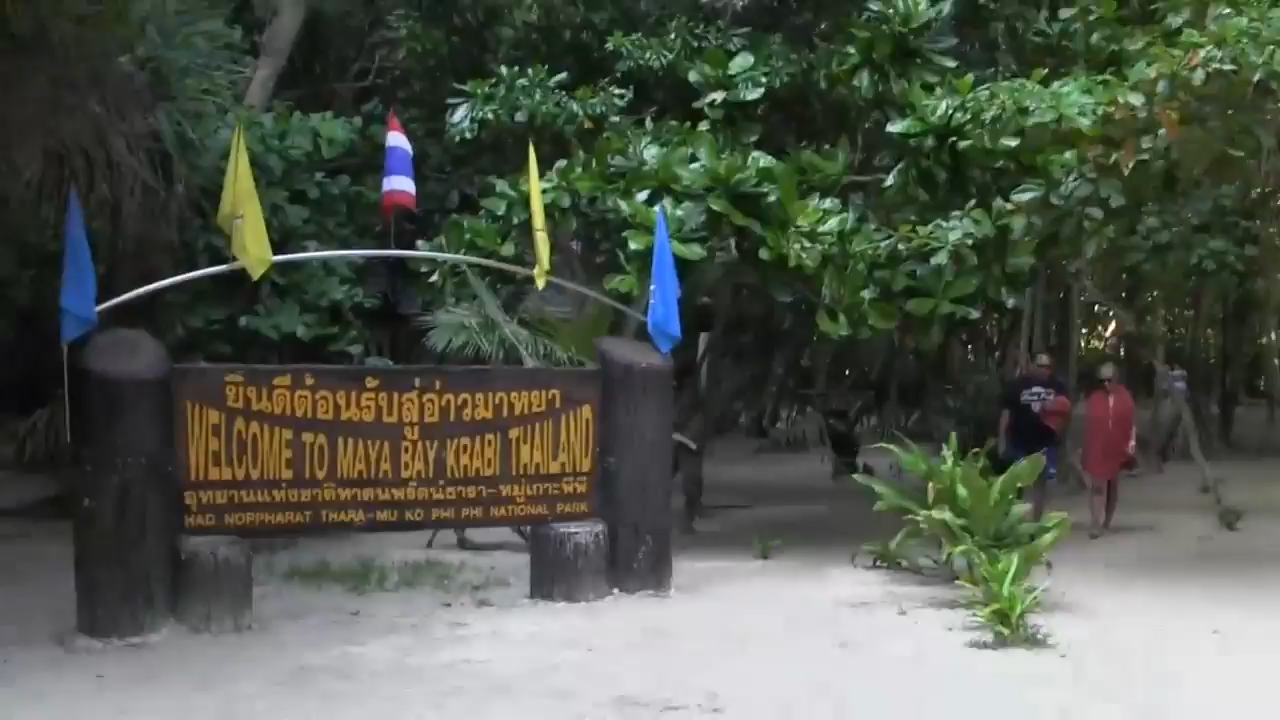 ยินดีต้อนรับสู่อ่าวมาหยา
WELCOME TO MAYA BAY KRABI THAILAND
อุทยานแห่งชาติหาดนพรัตน์ธารา-หมู่เกาะพีพี
HAD NOPPHARAT THARA-MU KO PHI PHI NATIONAL PARK